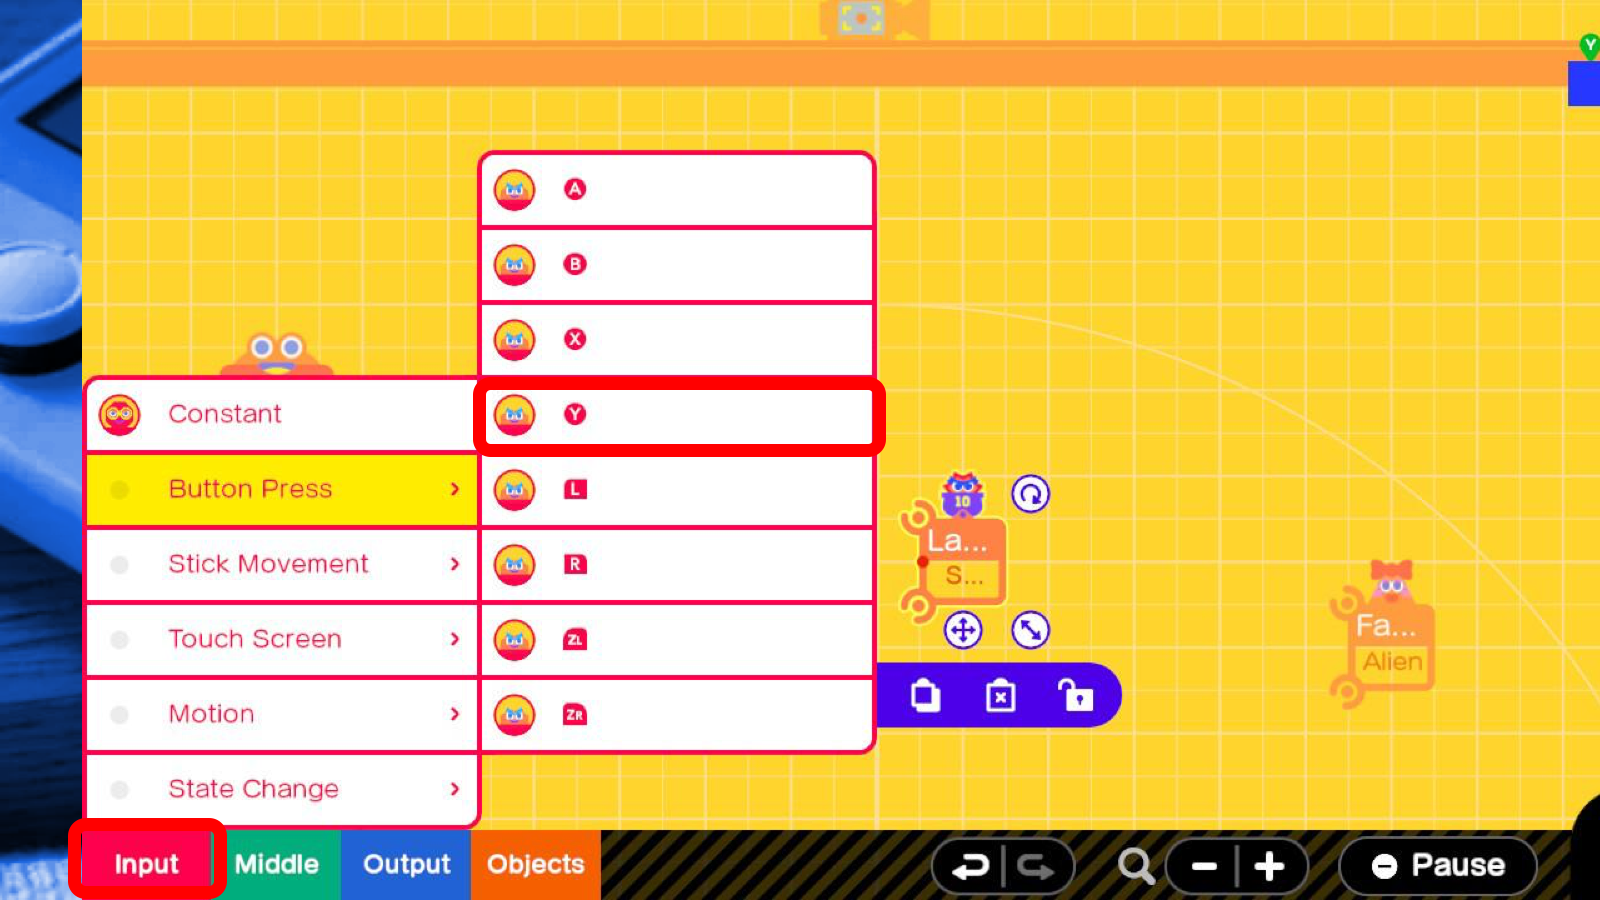 Y
A
B
X
Constant
Y
Button Press
L
10
Stick Movement
R
La...
S...
Touch Screen
ZL
Fa...
Alien
Motion
ZR
State Change
Input
Middle
Output
Objects
Pause